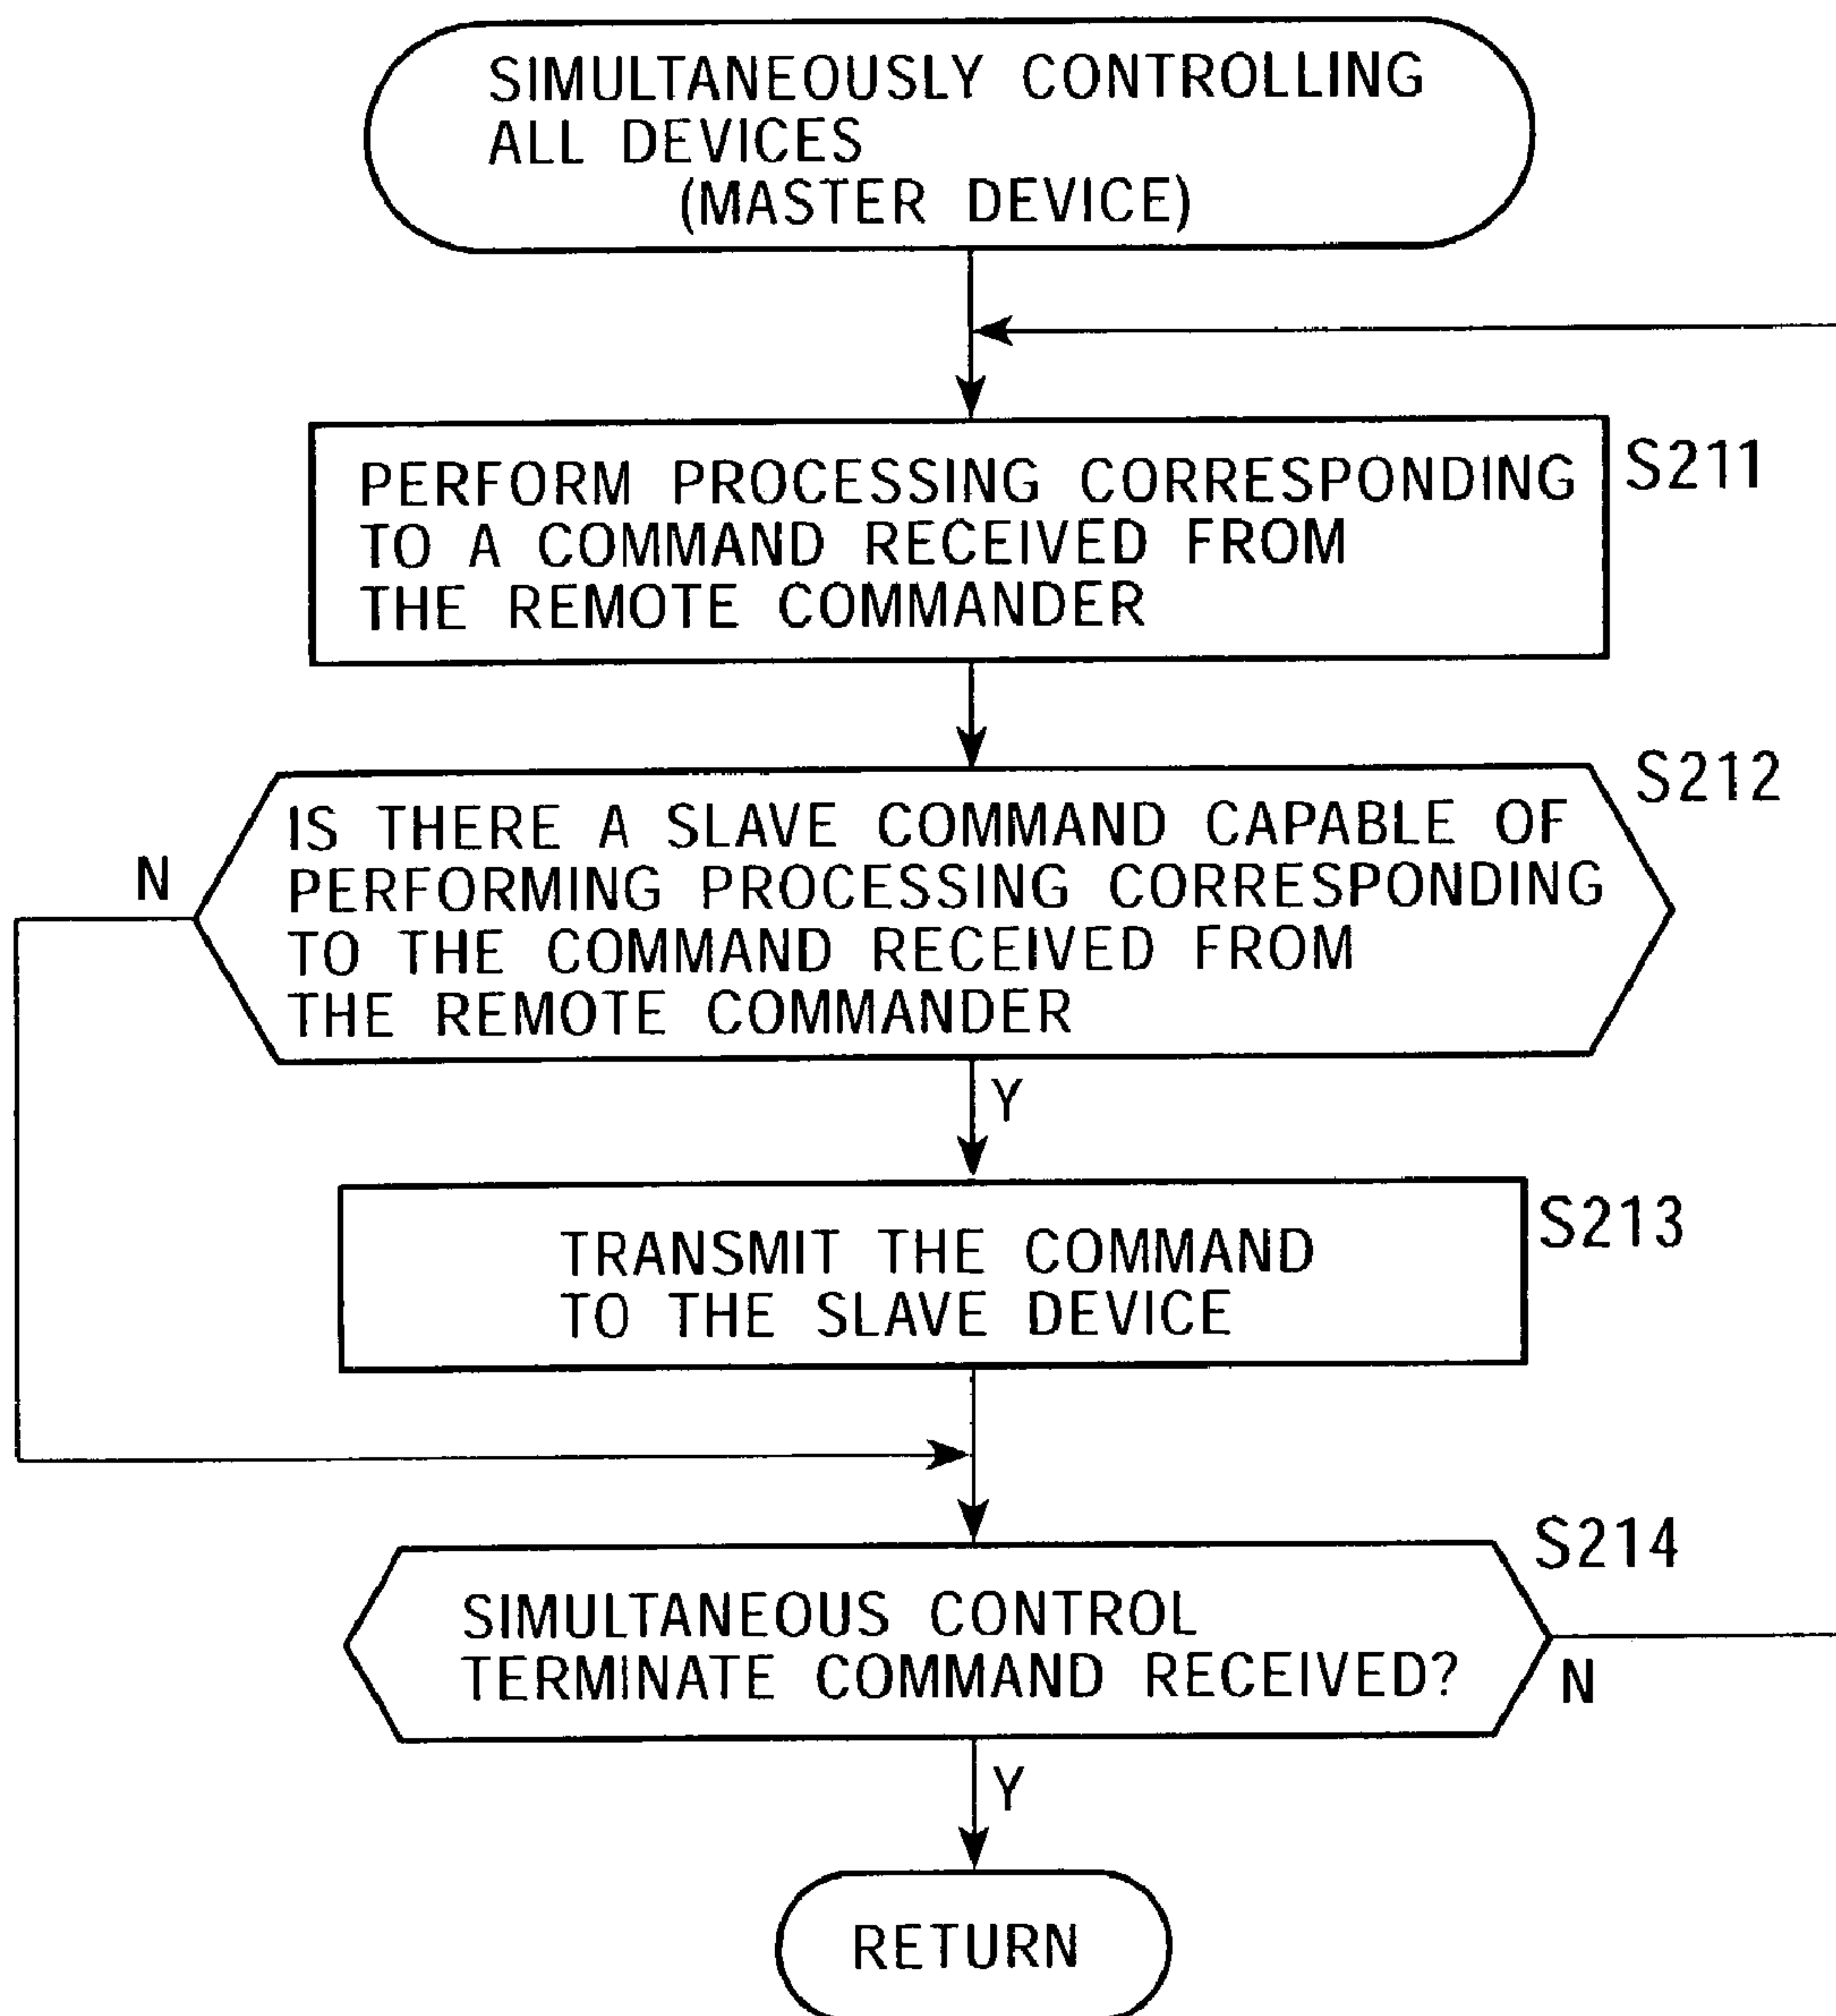 SIMULTANEOUSLY CONTROLLING
ALL DEVICES
(MASTER DEVICE)
PERFORM PROCESSING CORRESPONDING
TO A COMMAND RECEIVED FROM
THE REMOTE COMMANDER
S211
IS THERE A SLAVE COMMAND CAPABLE OF
PERFORMING PROCESSING CORRESPONDING
TO THE COMMAND RECEIVED FROM
THE REMOTE COMMANDER
S212
N
Y
TRANSMIT THE COMMAND
TO THE SLAVE DEVICE
S213
SIMULTANEOUS CONTROL
TERMINATE COMMAND RECEIVED?
S214
N
Y
RETURN